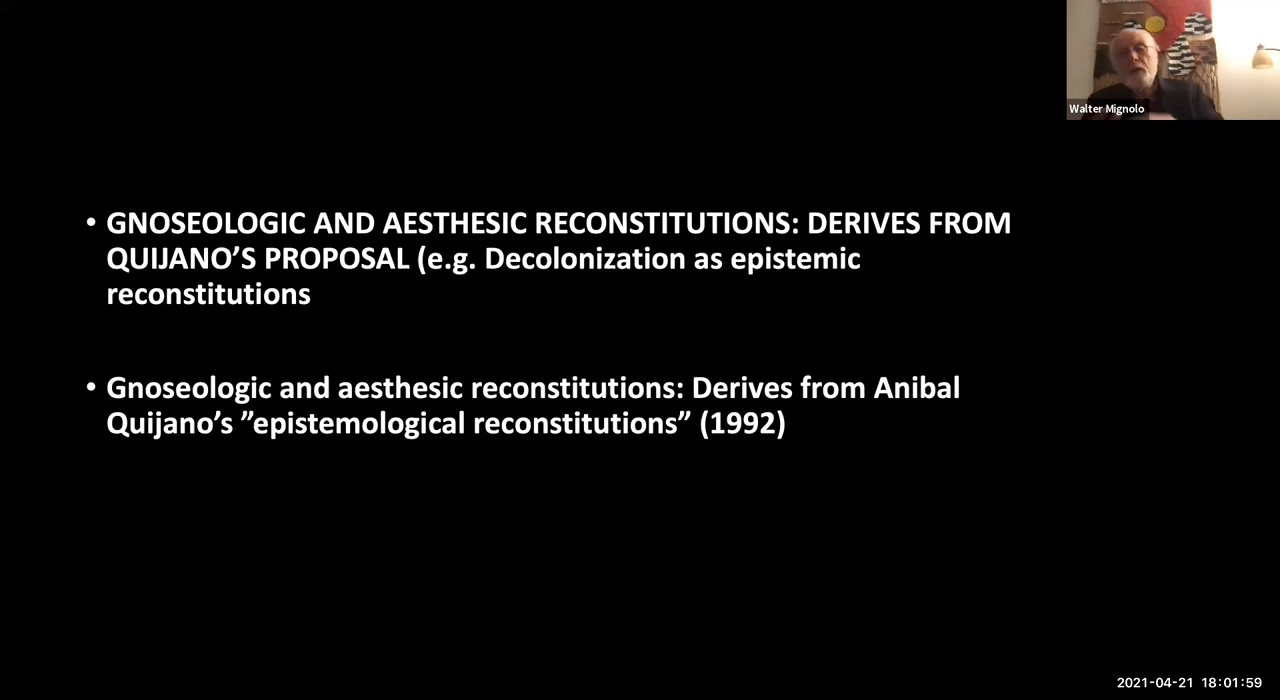 Walter Mignolo
• GNOSEOLOGIC AND AESTHESIC RECONSTITUTIONS: DERIVES FROM
QUIJANO’S PROPOSAL (e.g. Decolonization as epistemic
reconstitutions
• Gnoseologic and aesthesic reconstitutions: Derives from Anibal
Quijano’s ”epistemological reconstitutions” (1992)
2021-04-21 18:01:59